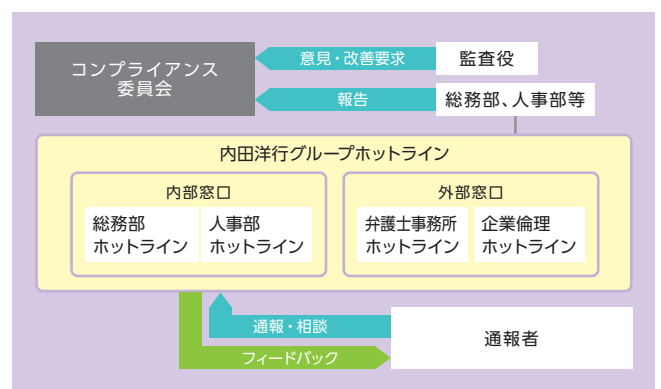 コンプライアンス
委員会
意見・改善要求
監査役
報告
総務部、人事部等
内田洋行グループホットライン
内部窓口
総務部
ホットライン
人事部
ホットライン
外部窓口
弁護士事務所
ホットライン
企業倫理
ホットライン
通報・相談
通報者
フィードバック